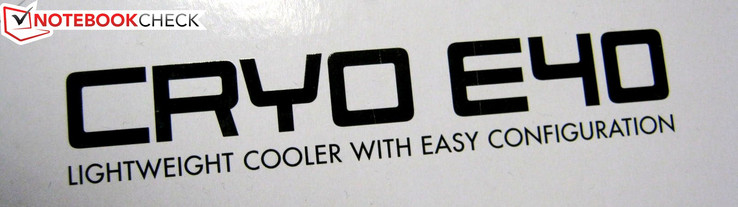 NOTEBOOKCHECK
CRYO E40
LIGHTWEIGHT COOLER WITH EASY CONFIGURATION